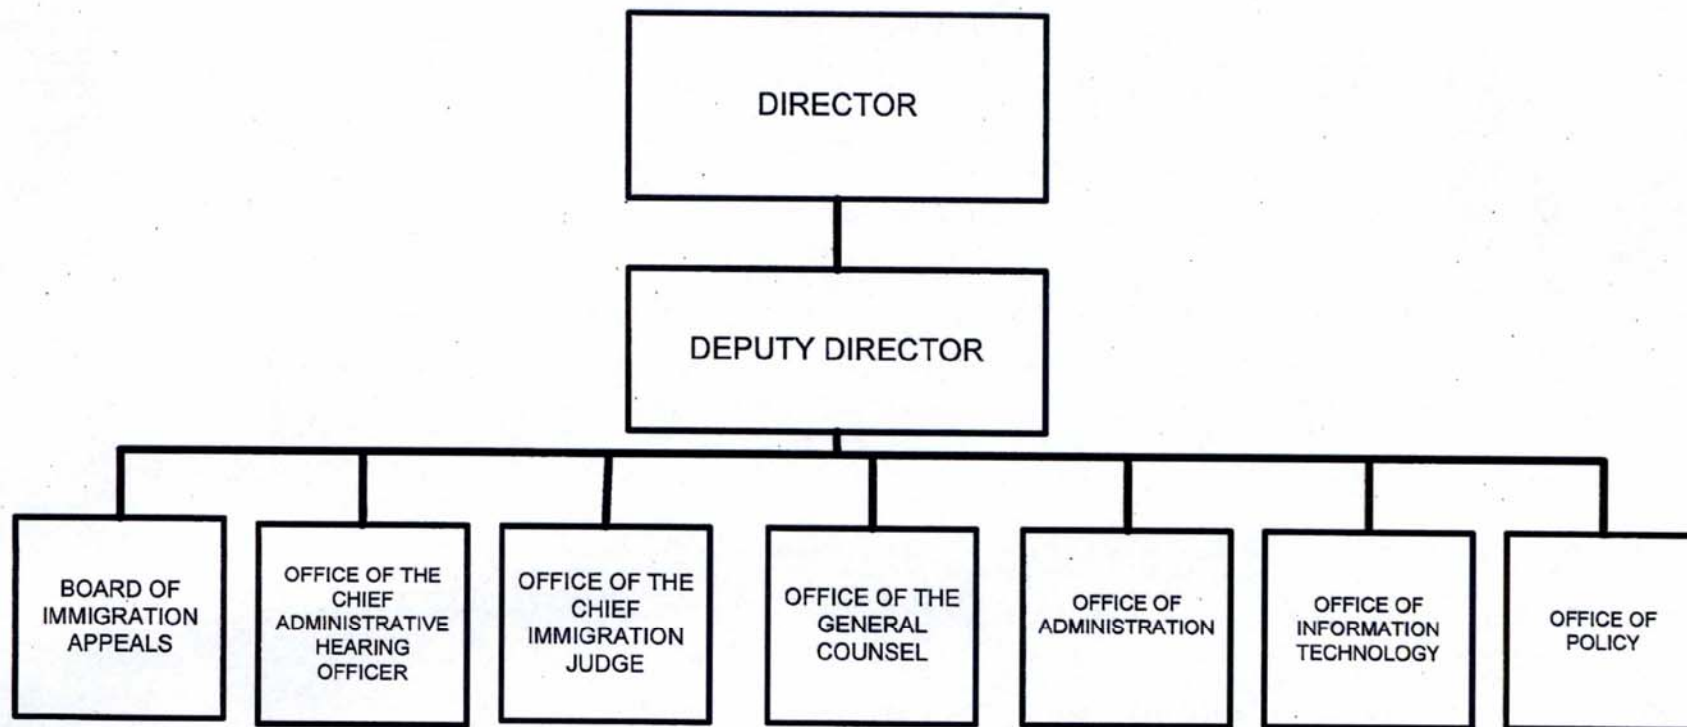 DIRECTOR
DEPUTY DIRECTOR
BOARD OF
IMMIGRATION
APPEALS
OFFICE OF THE
CHIEF
ADMINISTRATIVE
HEARING
OFFICER
OFFICE OF THE
CHIEF
IMMIGRATION
JUDGE
OFFICE OF THE
GENERAL
COUNSEL
OFFICE OF
ADMINISTRATION
OFFICE OF
INFORMATION
TECHNOLOGY
OFFICE OF
POLICY